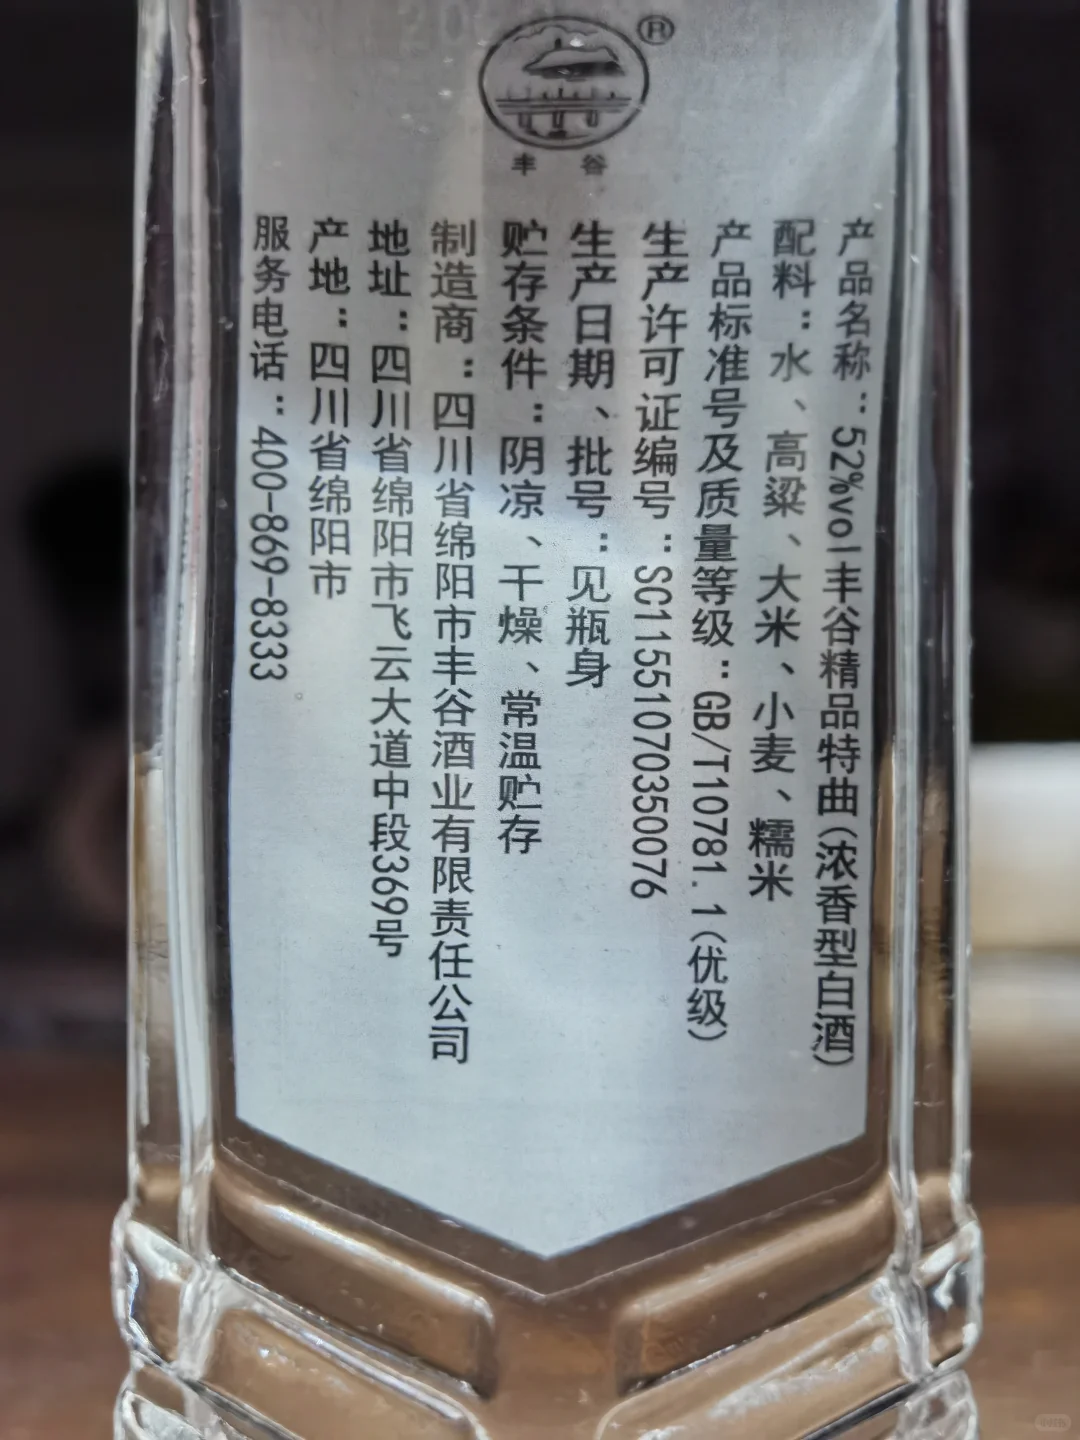 ®
丰 谷
产品名称：52%vol丰谷精品特曲(浓香型白酒)
配料：水、高粱、大米、小麦、糯米
产品标准号及质量等级：GB/T10781.1(优级)
生产许可证编号：SC11551070350076
生产日期、批号：见瓶身
贮存条件：阴凉、干燥、常温贮存
制造商：四川省绵阳市丰谷酒业有限责任公司
地址：四川省绵阳市飞云大道中段369号
产地：四川省绵阳市
服务电话：400-869-8333